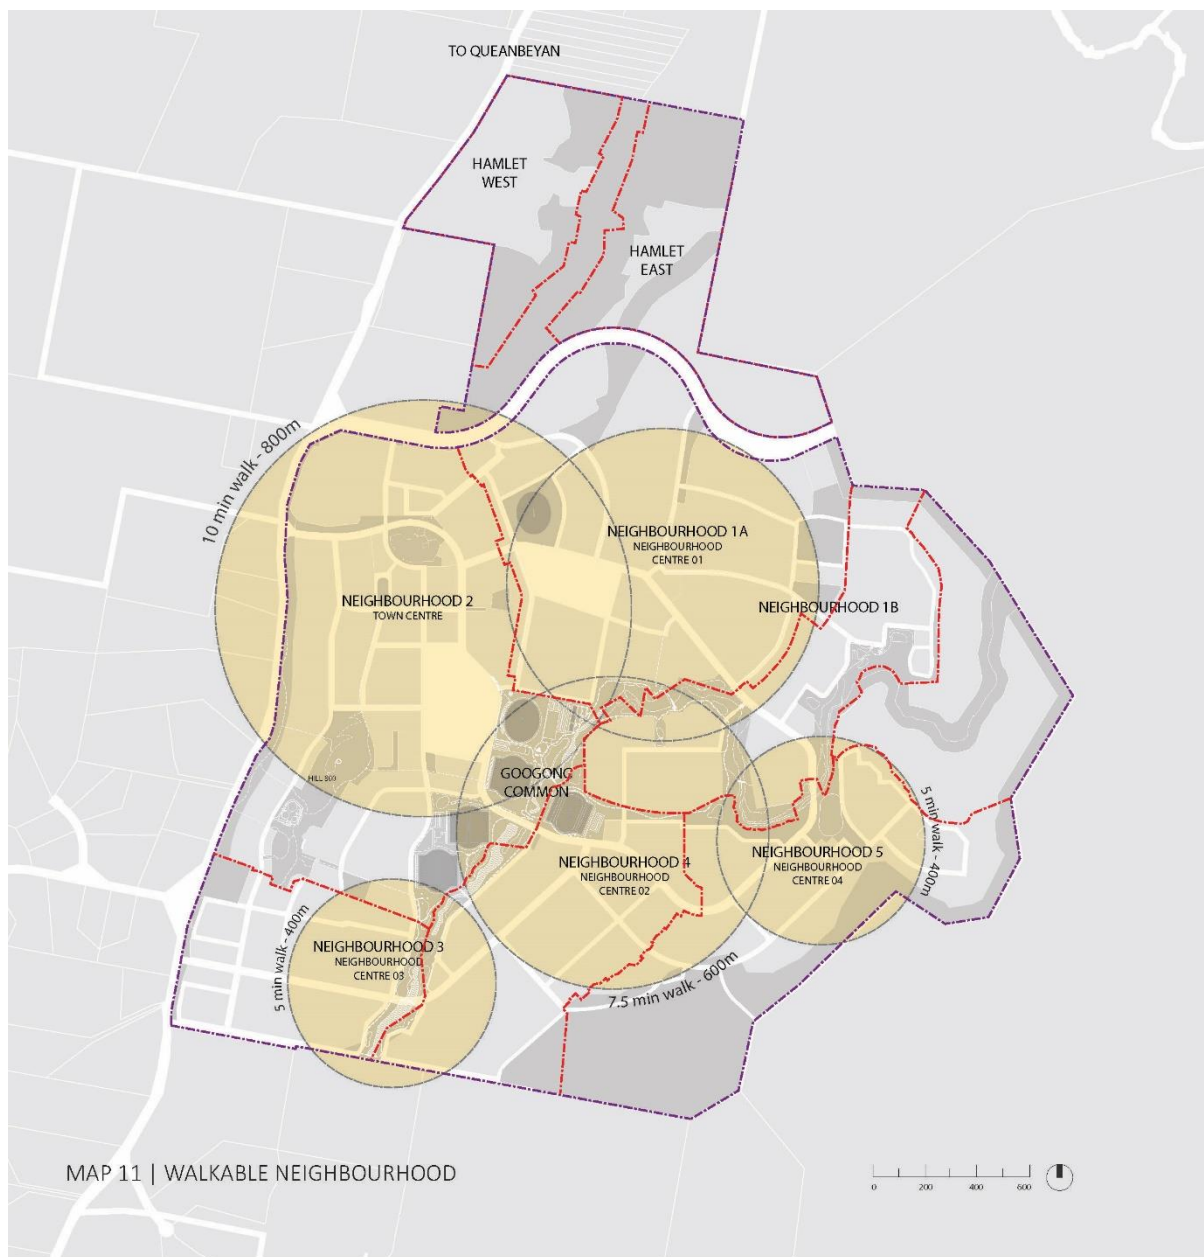 TO QUEANBEYAN
HAMLET
WEST
HAMLET
EAST
10 min walk - 800m
NEIGHBOURHOOD 1A
NEIGHBOURHOOD
CENTRE 01
NEIGHBOURHOOD 2
TOWN CENTRE
NEIGHBOURHOOD 1B
GOOGONG
COMMON
HILL 800
5 min walk - 400m
NEIGHBOURHOOD 4
NEIGHBOURHOOD
CENTRE 02
NEIGHBOURHOOD 5
NEIGHBOURHOOD
CENTRE 04
NEIGHBOURHOOD 3
NEIGHBOURHOOD
CENTRE 03
5 min walk - 400m
7.5 min walk - 600m
MAP 11 | WALKABLE NEIGHBOURHOOD
0 200 400 600